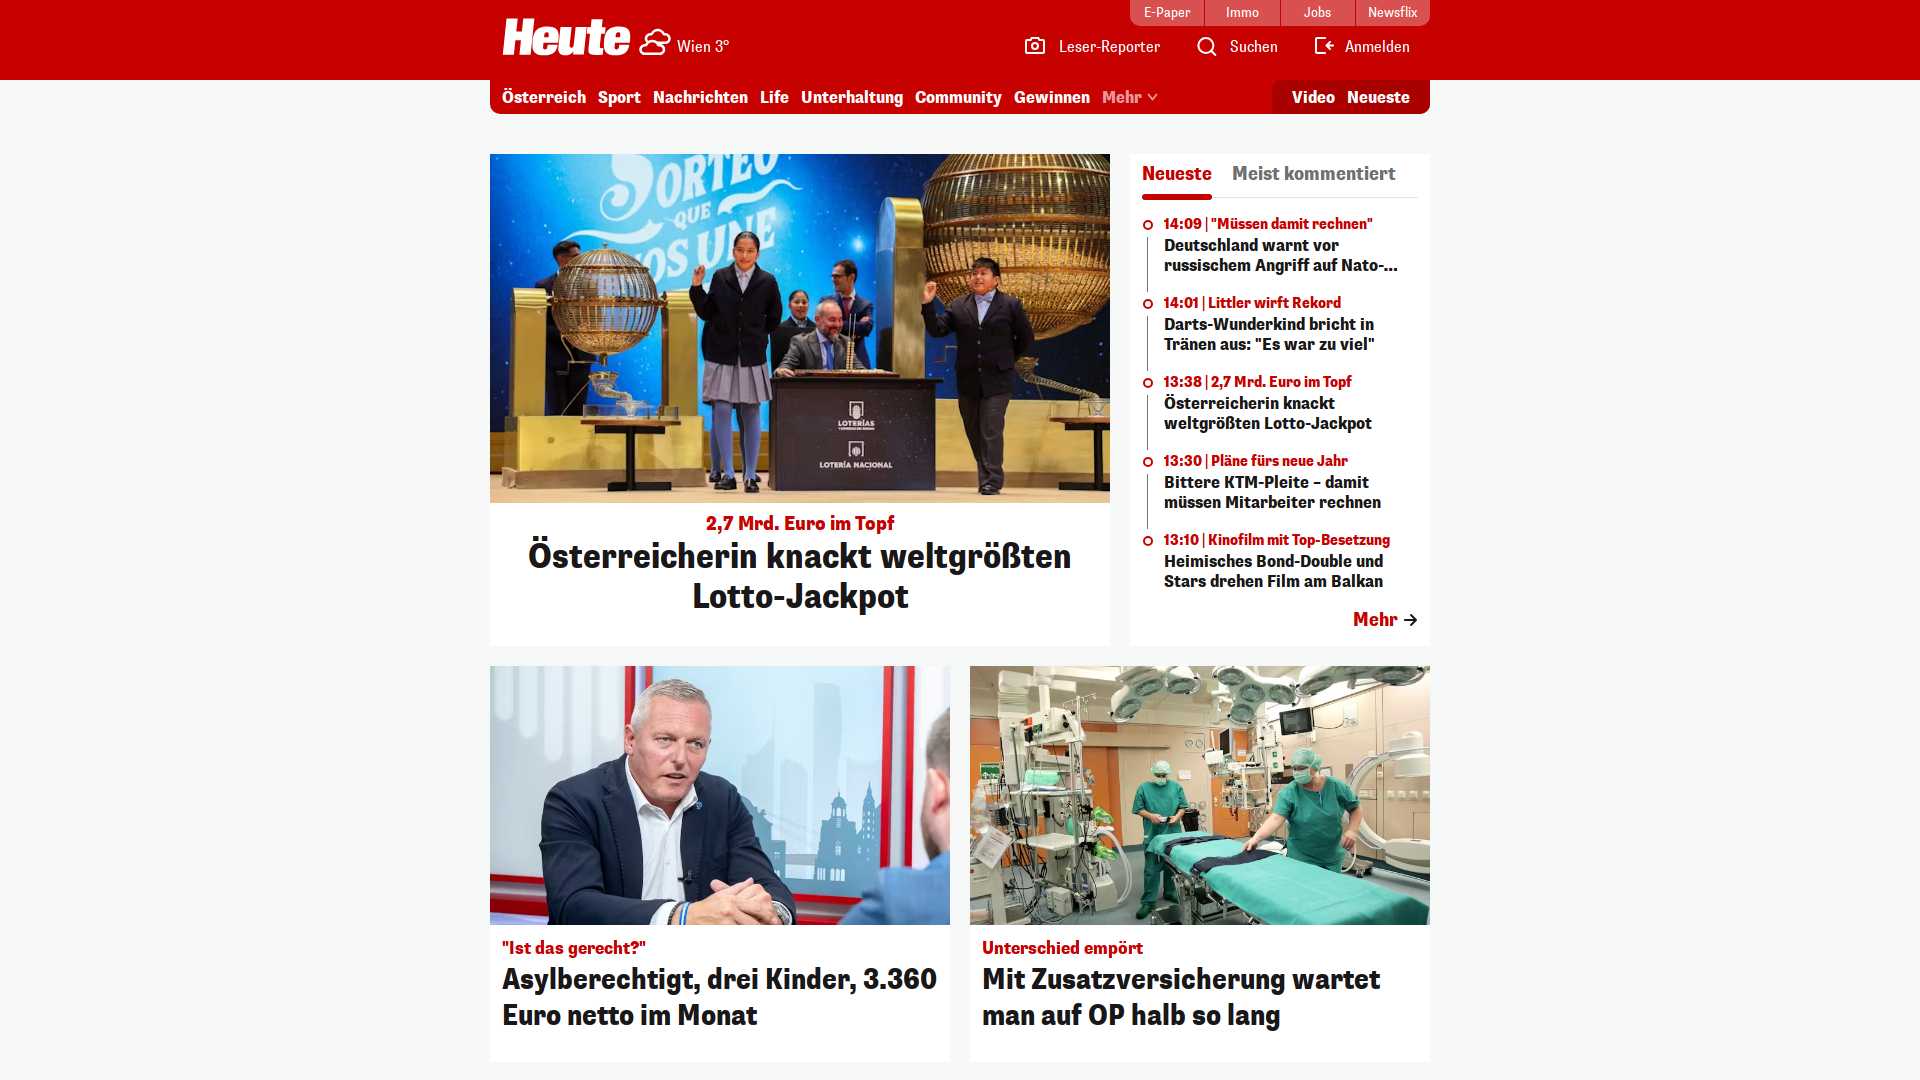 E-Paper
Immo
Jobs
Newsflix
Heute
Wien 3°
Leser-Reporter
Suchen
Anmelden
Österreich
Sport
Nachrichten
Life
Unterhaltung
Community
Gewinnen
Mehr
Video
Neueste
SORTEO
QUE
NOS UNE
LOTERÍAS
LOTERÍA NACIONAL
2,7 Mrd. Euro im Topf
Österreicherin knackt weltgrößten
Lotto-Jackpot
Neueste
Meist kommentiert
14:09 | "Müssen damit rechnen"
Deutschland warnt vor
russischem Angriff auf Nato-...
14:01 | Littler wirft Rekord
Darts-Wunderkind bricht in
Tränen aus: "Es war zu viel"
13:38 | 2,7 Mrd. Euro im Topf
Österreicherin knackt
weltgrößten Lotto-Jackpot
13:30 | Pläne fürs neue Jahr
Bittere KTM-Pleite – damit
müssen Mitarbeiter rechnen
13:10 | Kinofilm mit Top-Besetzung
Heimisches Bond-Double und
Stars drehen Film am Balkan
Mehr
"Ist das gerecht?"
Asylberechtigt, drei Kinder, 3.360
Euro netto im Monat
Unterschied empört
Mit Zusatzversicherung wartet
man auf OP halb so lang